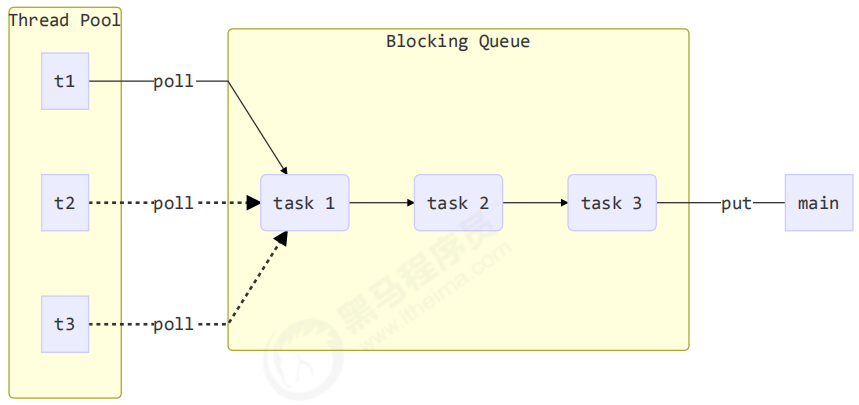 Thread Pool
Blocking Queue
t1
poll
t2
poll
task 1
task 2
task 3
put
main
t3
poll
黑马程序员
www.itheima.com